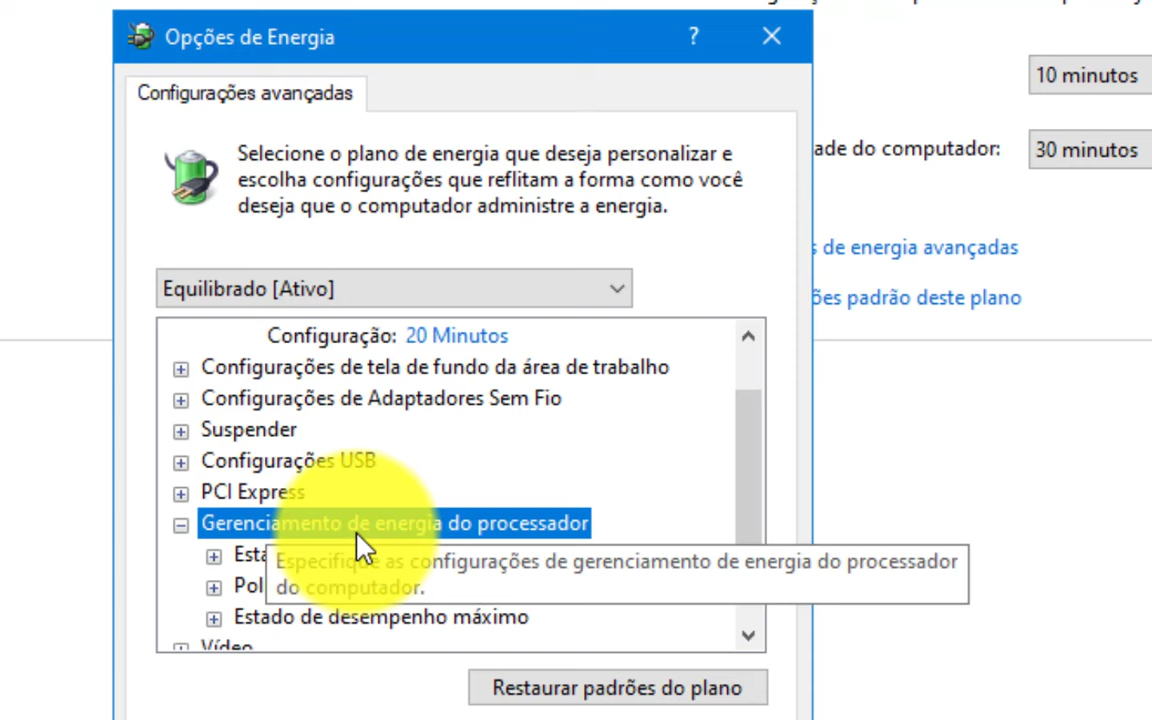 Opções de Energia
?
Configurações avançadas
10 minutos
Selecione o plano de energia que deseja personalizar e
escolha configurações que reflitam a forma como você
deseja que o computador administre a energia.
ade do computador:
30 minutos
s de energia avançadas
Equilibrado [Ativo]
ões padrão deste plano
Configuração: 20 Minutos
Configurações de tela de fundo da área de trabalho
Configurações de Adaptadores Sem Fio
Suspender
Configurações USB
PCI Express
Gerenciamento de energia do processador
Esta
Especifique as configurações de gerenciamento de energia do processador
do computador.
Pol
Estado de desempenho máximo
Vídeo
Restaurar padrões do plano